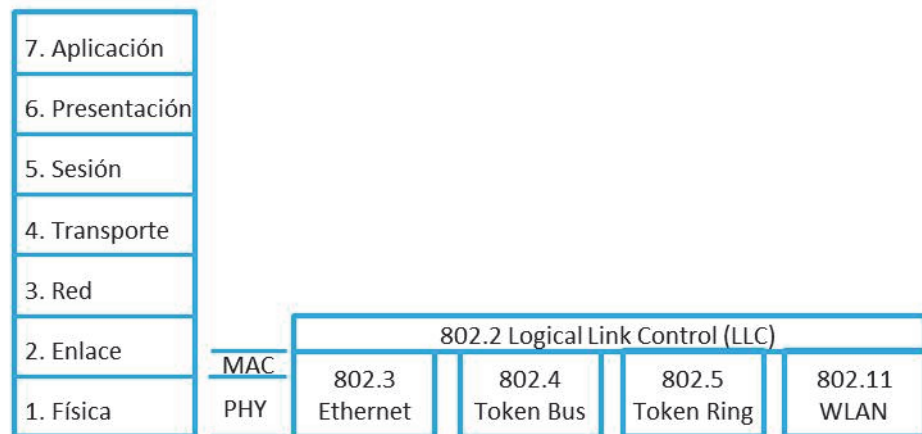 7. Aplicación
6. Presentación
5. Sesión
4. Transporte
3. Red
2. Enlace
1. Física
MAC
PHY
802.2 Logical Link Control (LLC)
802.3
Ethernet
802.4
Token Bus
802.5
Token Ring
802.11
WLAN